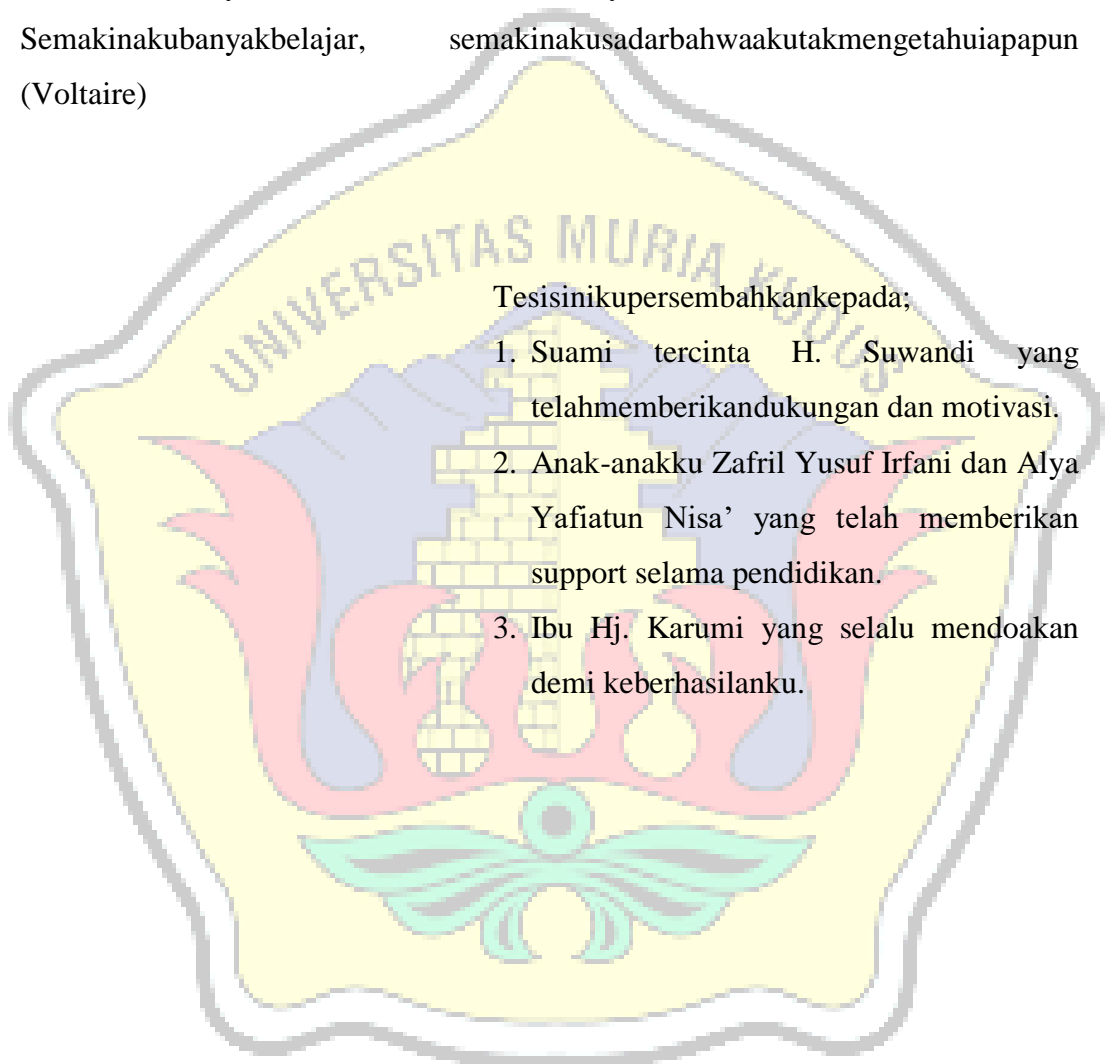 Semakinakubanyakbelajar, semakinakusadarbahwaakutakmengetahuiapapun
(Voltaire)
UNIVERSITAS MURIA KUDUS
Tesisinikupersembahkankepada;
1. Suami tercinta H. Suwandi yang
telahmemberikandukungan dan motivasi.
2. Anak-anakku Zafril Yusuf Irfani dan Alya
Yafiatun Nisa’ yang telah memberikan
support selama pendidikan.
3. Ibu Hj. Karumi yang selalu mendoakan
demi keberhasilanku.